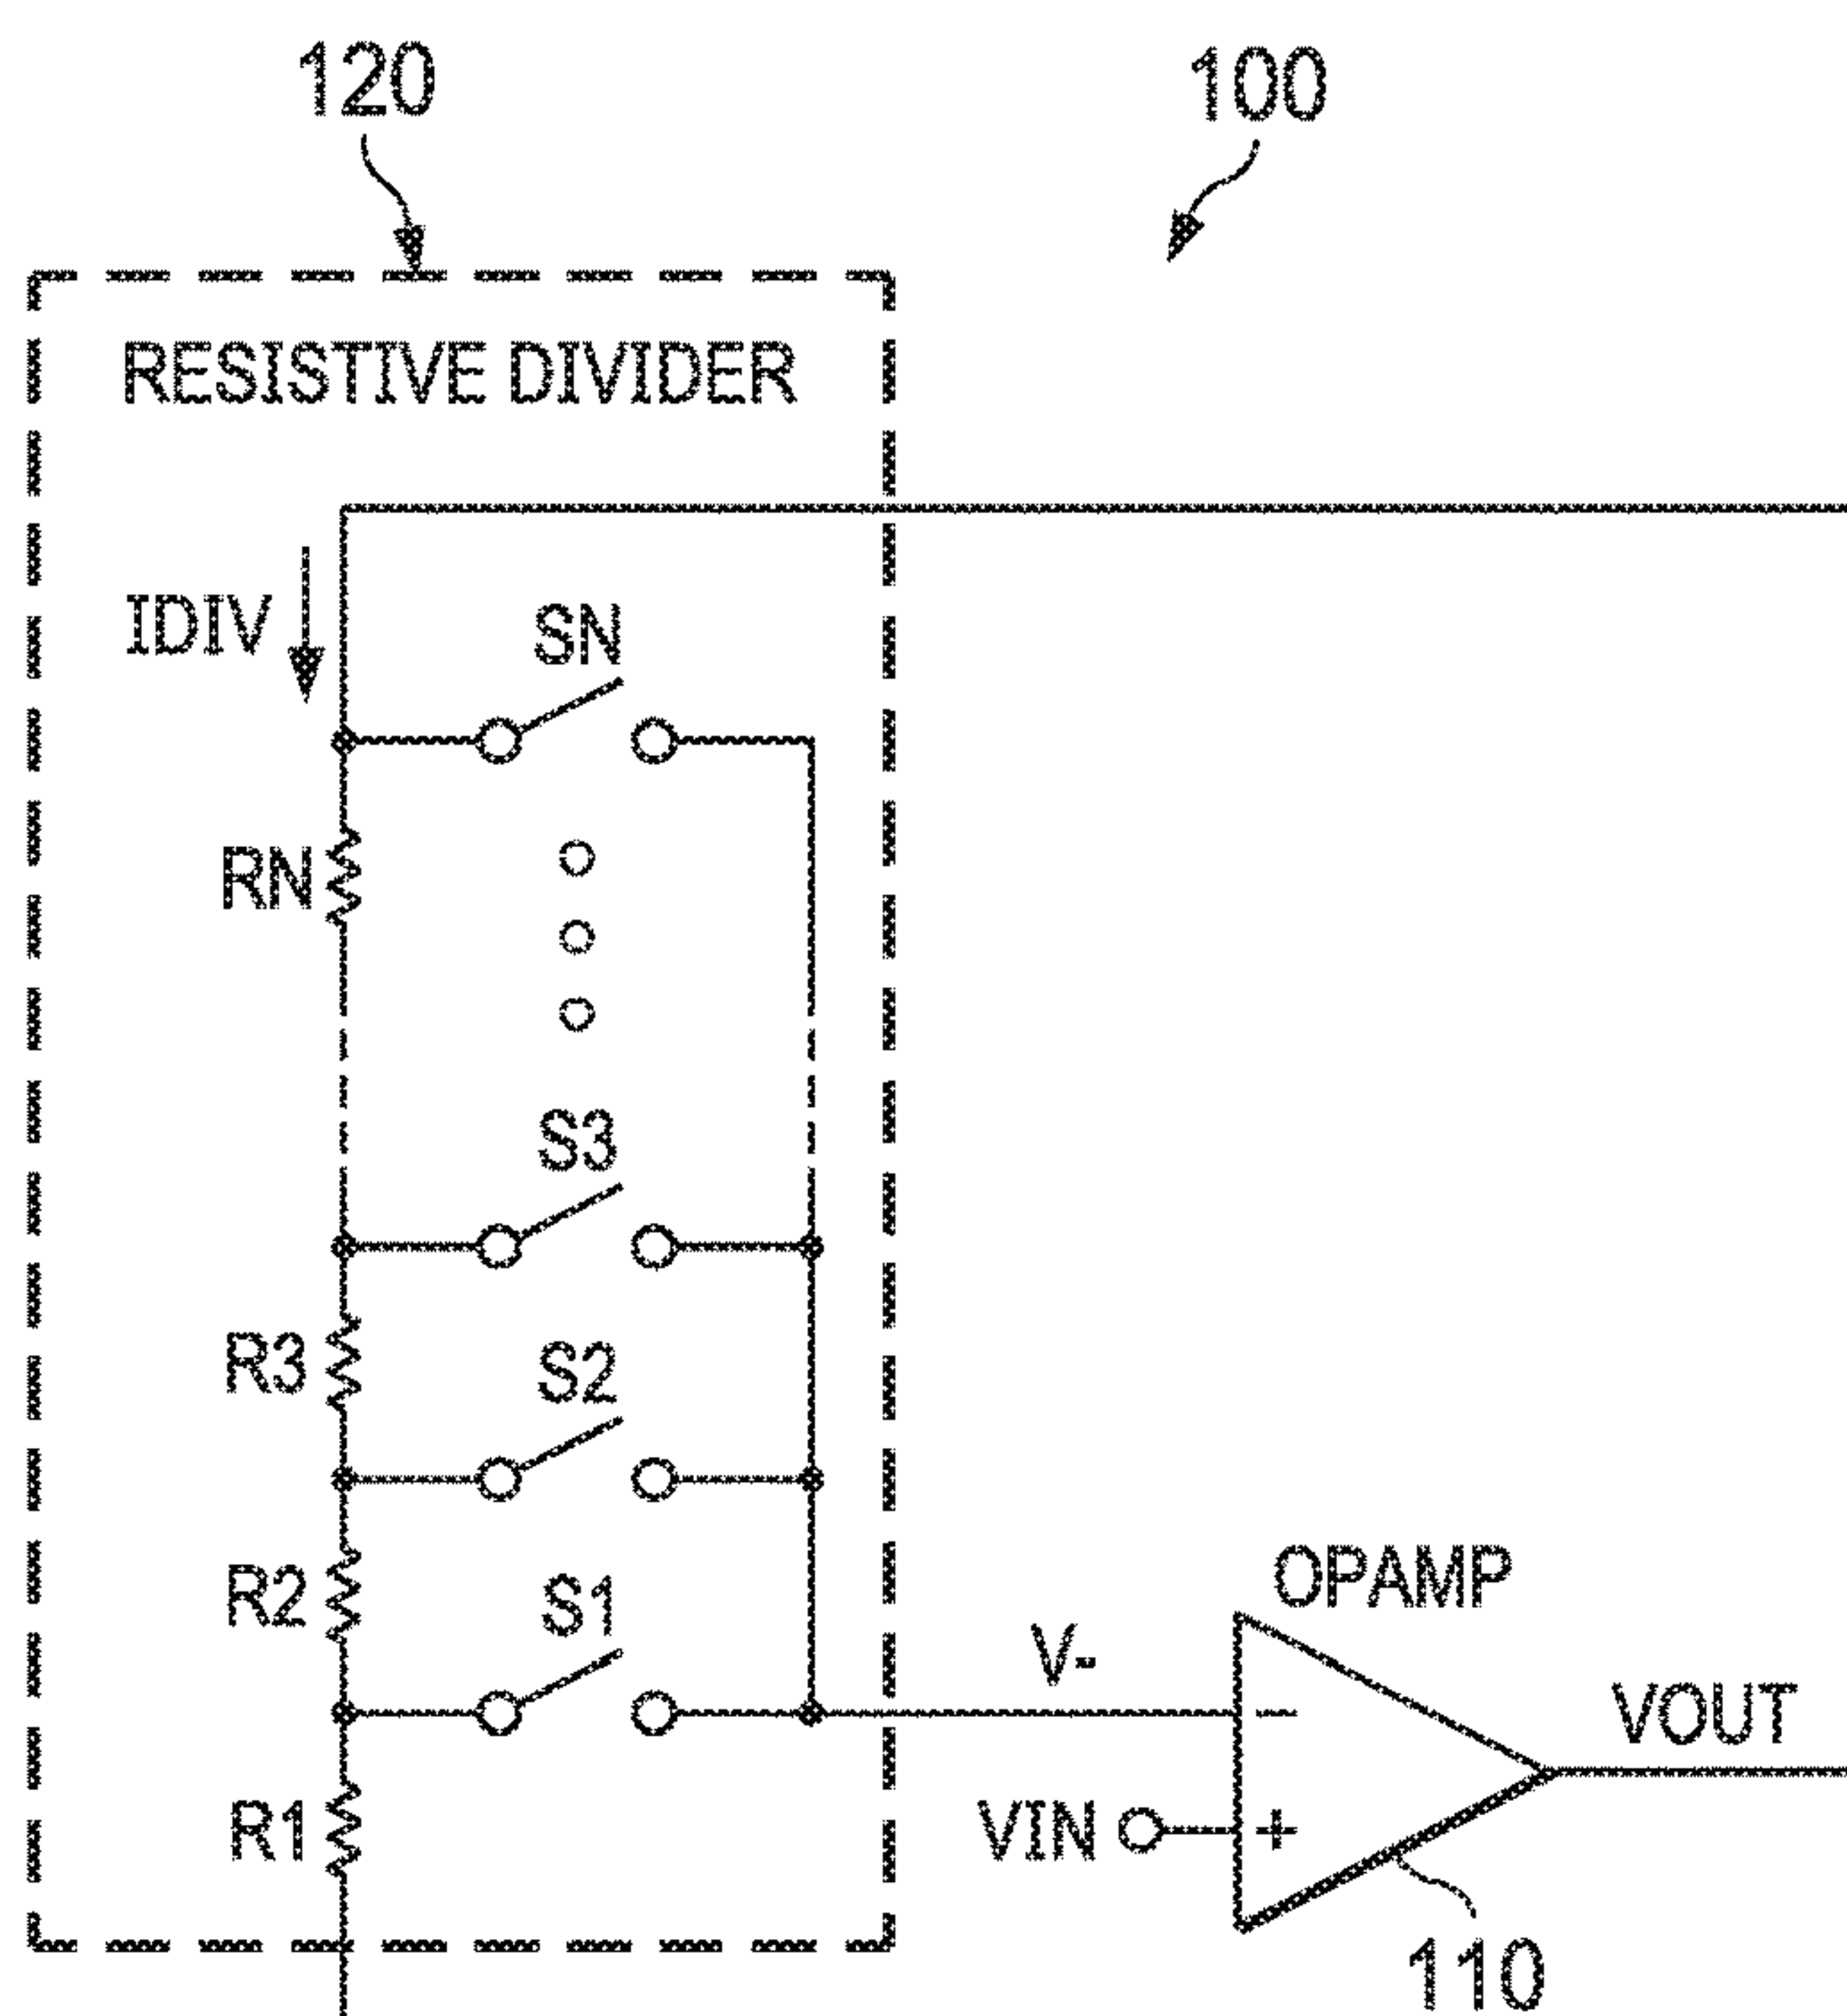 120
100
RESISTIVE DIVIDER
IDIV
SN
RN
S3
R3
S2
R2
S1
OPAMP
V-
−
VOUT
R1
VIN
+
110